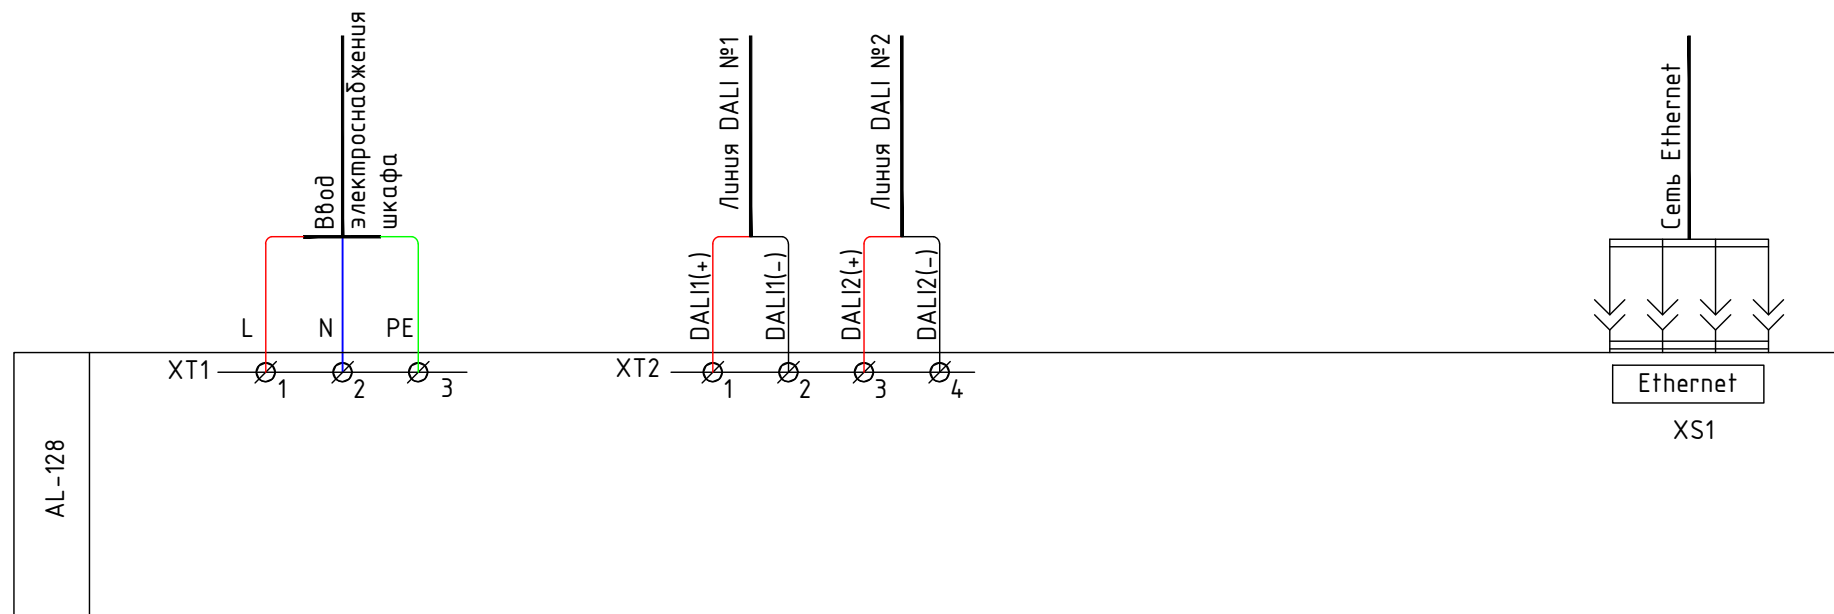 Ввод
электроснабжения
шкафа
Линия DALI №1
Линия DALI №2
Сеть Ethernet
L
N
PE
DALI1(+)
DALI1(-)
DALI2(+)
DALI2(-)
XT1
1
2
3
XT2
1
2
3
4
Ethernet
XS1
AL-128